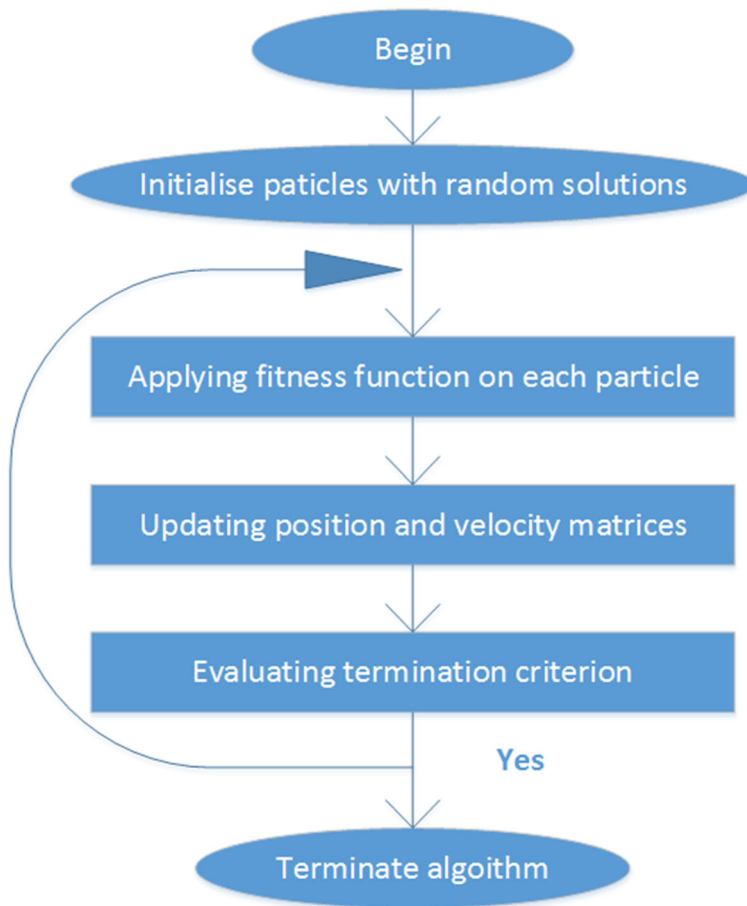 Begin
Initialise paticles with random solutions
Applying fitness function on each particle
Updating position and velocity matrices
Evaluating termination criterion
Yes
Terminate algoithm